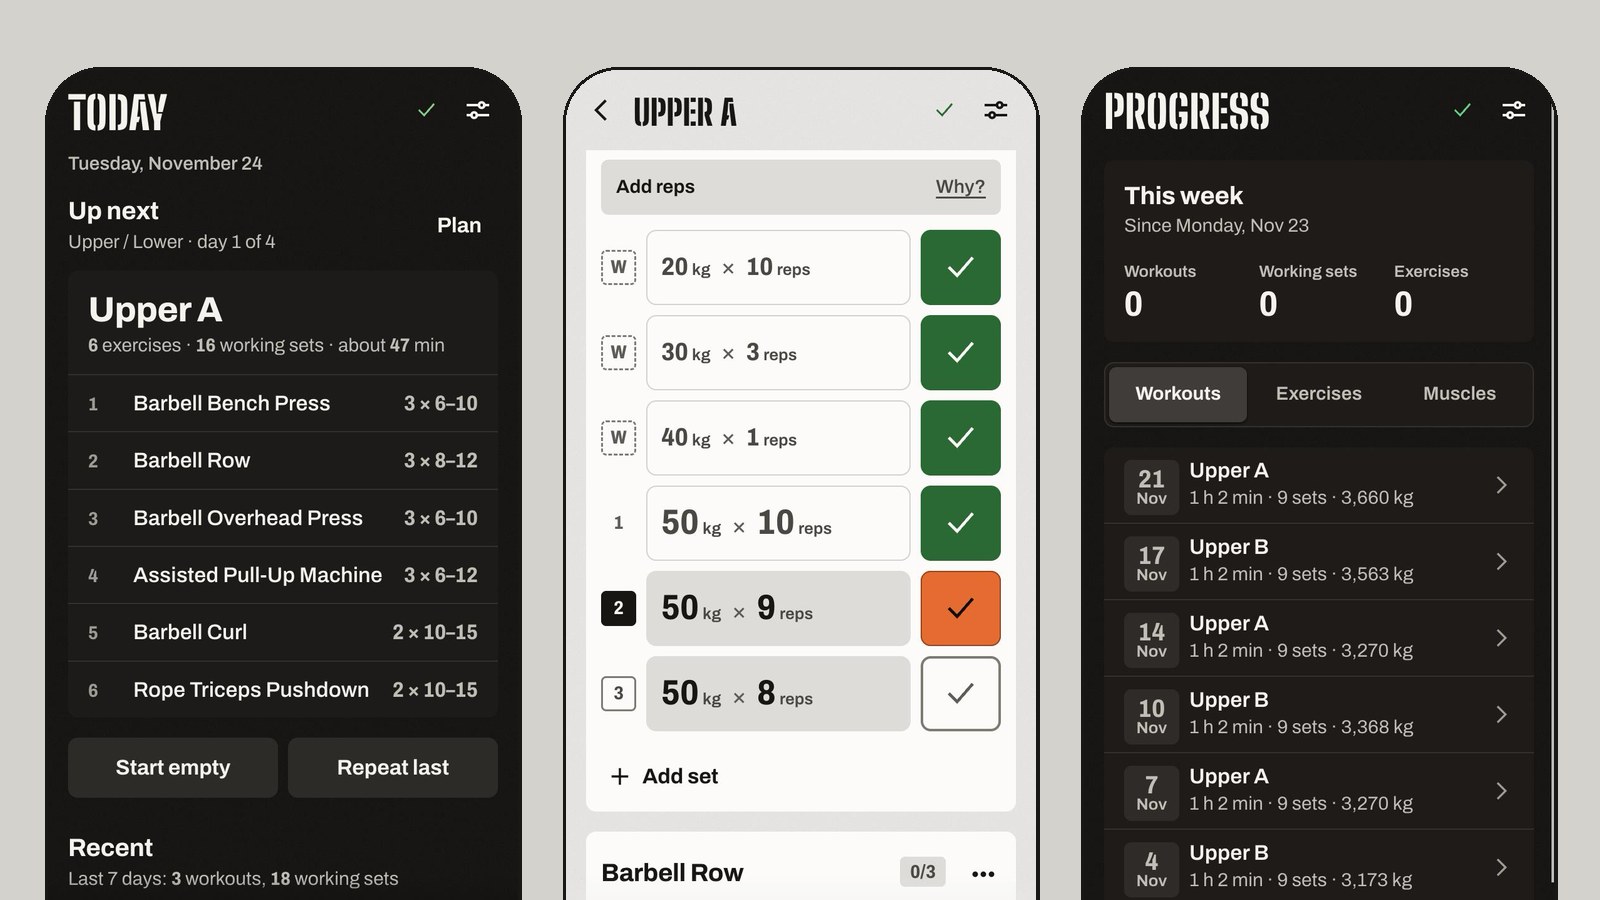 TODAY
Tuesday, November 24
Up next
Upper / Lower · day 1 of 4
Plan
Upper A
6 exercises · 16 working sets · about 47 min
1 Barbell Bench Press 3 × 6–10
2 Barbell Row 3 × 8–12
3 Barbell Overhead Press 3 × 6–10
4 Assisted Pull-Up Machine 3 × 6–12
5 Barbell Curl 2 × 10–15
6 Rope Triceps Pushdown 2 × 10–15
Start empty Repeat last
Recent
Last 7 days: 3 workouts, 18 working sets
UPPER A
Add reps Why?
W 20 kg × 10 reps
W 30 kg × 3 reps
W 40 kg × 1 reps
1 50 kg × 10 reps
2 50 kg × 9 reps
3 50 kg × 8 reps
+ Add set
Barbell Row 0/3
PROGRESS
This week
Since Monday, Nov 23
Workouts Working sets Exercises
0 0 0
Workouts Exercises Muscles
21 Nov
Upper A
1 h 2 min · 9 sets · 3,660 kg
17 Nov
Upper B
1 h 2 min · 9 sets · 3,563 kg
14 Nov
Upper A
1 h 2 min · 9 sets · 3,270 kg
10 Nov
Upper B
1 h 2 min · 9 sets · 3,368 kg
7 Nov
Upper A
1 h 2 min · 9 sets · 3,270 kg
4 Nov
Upper B
1 h 2 min · 9 sets · 3,173 kg